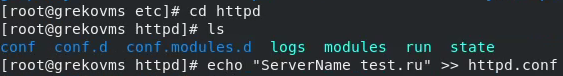 [root@grekovms etc]# cd httpd
[root@grekovms httpd]# ls
conf  conf.d  conf.modules.d  logs  modules  run  state
[root@grekovms httpd]# echo "ServerName test.ru" >> httpd.conf